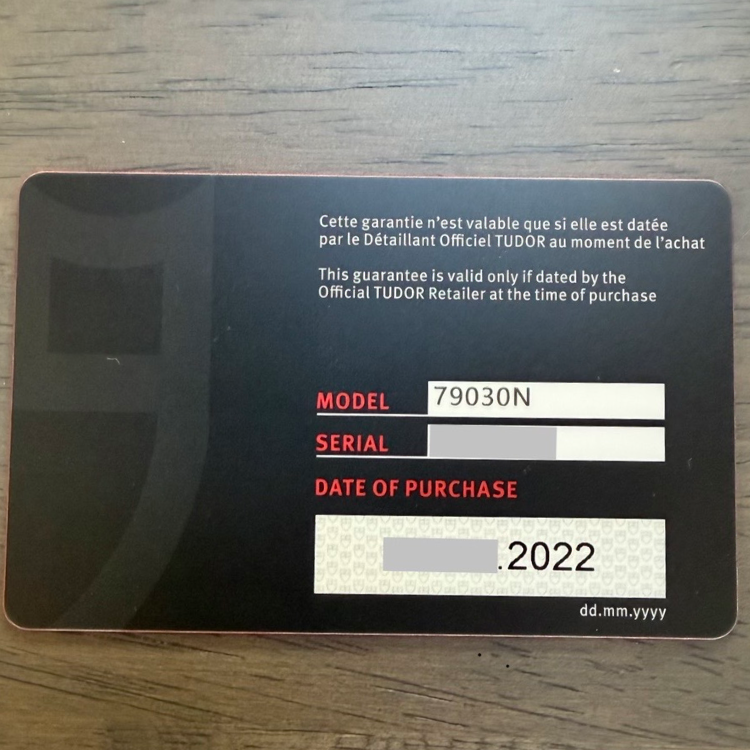 Cette garantie n'est valable que si elle est datée
par le Détaillant Officiel TUDOR au moment de l'achat
This guarantee is valid only if dated by the
Official TUDOR Retailer at the time of purchase
MODEL 79030N
SERIAL
DATE OF PURCHASE
.2022
dd.mm.yyyy